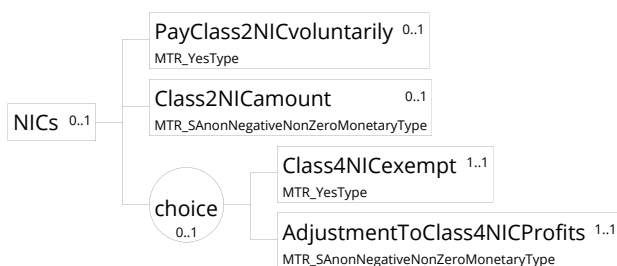 PayClass2NICvoluntarily 0..1
MTR_YesType
Class2NICamount 0..1
MTR_SAnonNegativeNonZeroMonetaryType
NICs 0..1
Class4NICexempt 1..1
MTR_YesType
choice
0..1
AdjustmentToClass4NICProfits 1..1
MTR_SAnonNegativeNonZeroMonetaryType